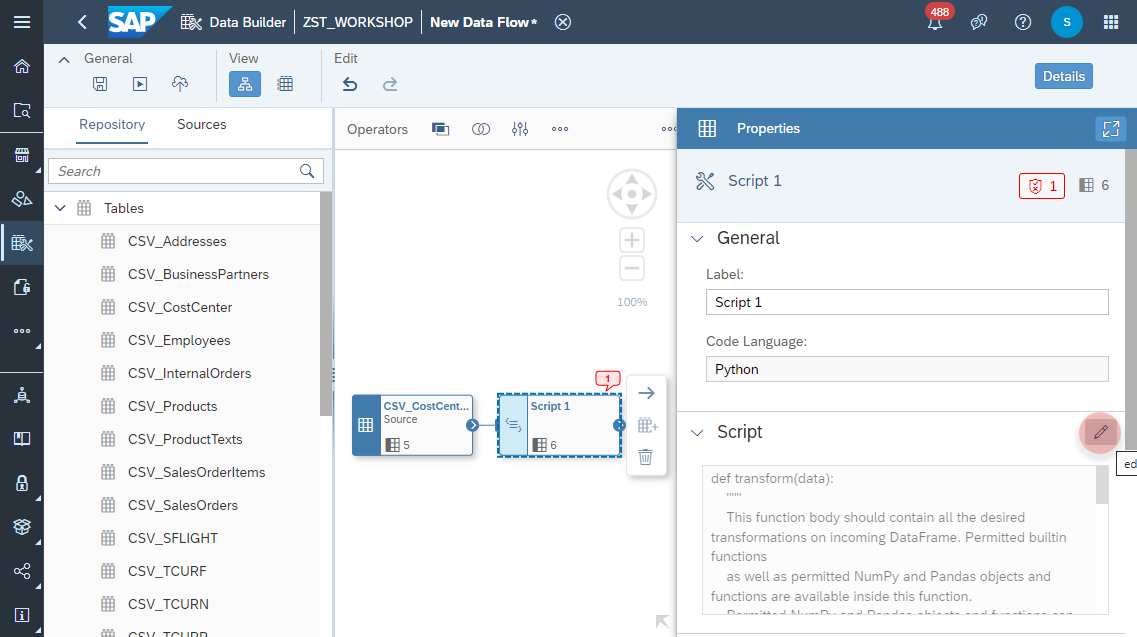 SAP Data Builder ZST_WORKSHOP New Data Flow*
488
S
General
View
Edit
Details
Repository
Sources
Search
Tables
CSV_Addresses
CSV_BusinessPartners
CSV_CostCenter
CSV_Employees
CSV_InternalOrders
CSV_Products
CSV_ProductTexts
CSV_SalesOrderItems
CSV_SalesOrders
CSV_SFLIGHT
CSV_TCURF
CSV_TCURN
Operators
100%
CSV_CostCent...
Source
5
1
Script 1
6
Properties
Script 1
1
6
General
Label:
Script 1
Code Language:
Python
Script
ed
def transform(data):
"""
This function body should contain all the desired
transformations on incoming DataFrame. Permitted builtin
functions
as well as permitted NumPy and Pandas objects and
functions are available inside this function.
Permitted NumPy and Pandas objects and functions can